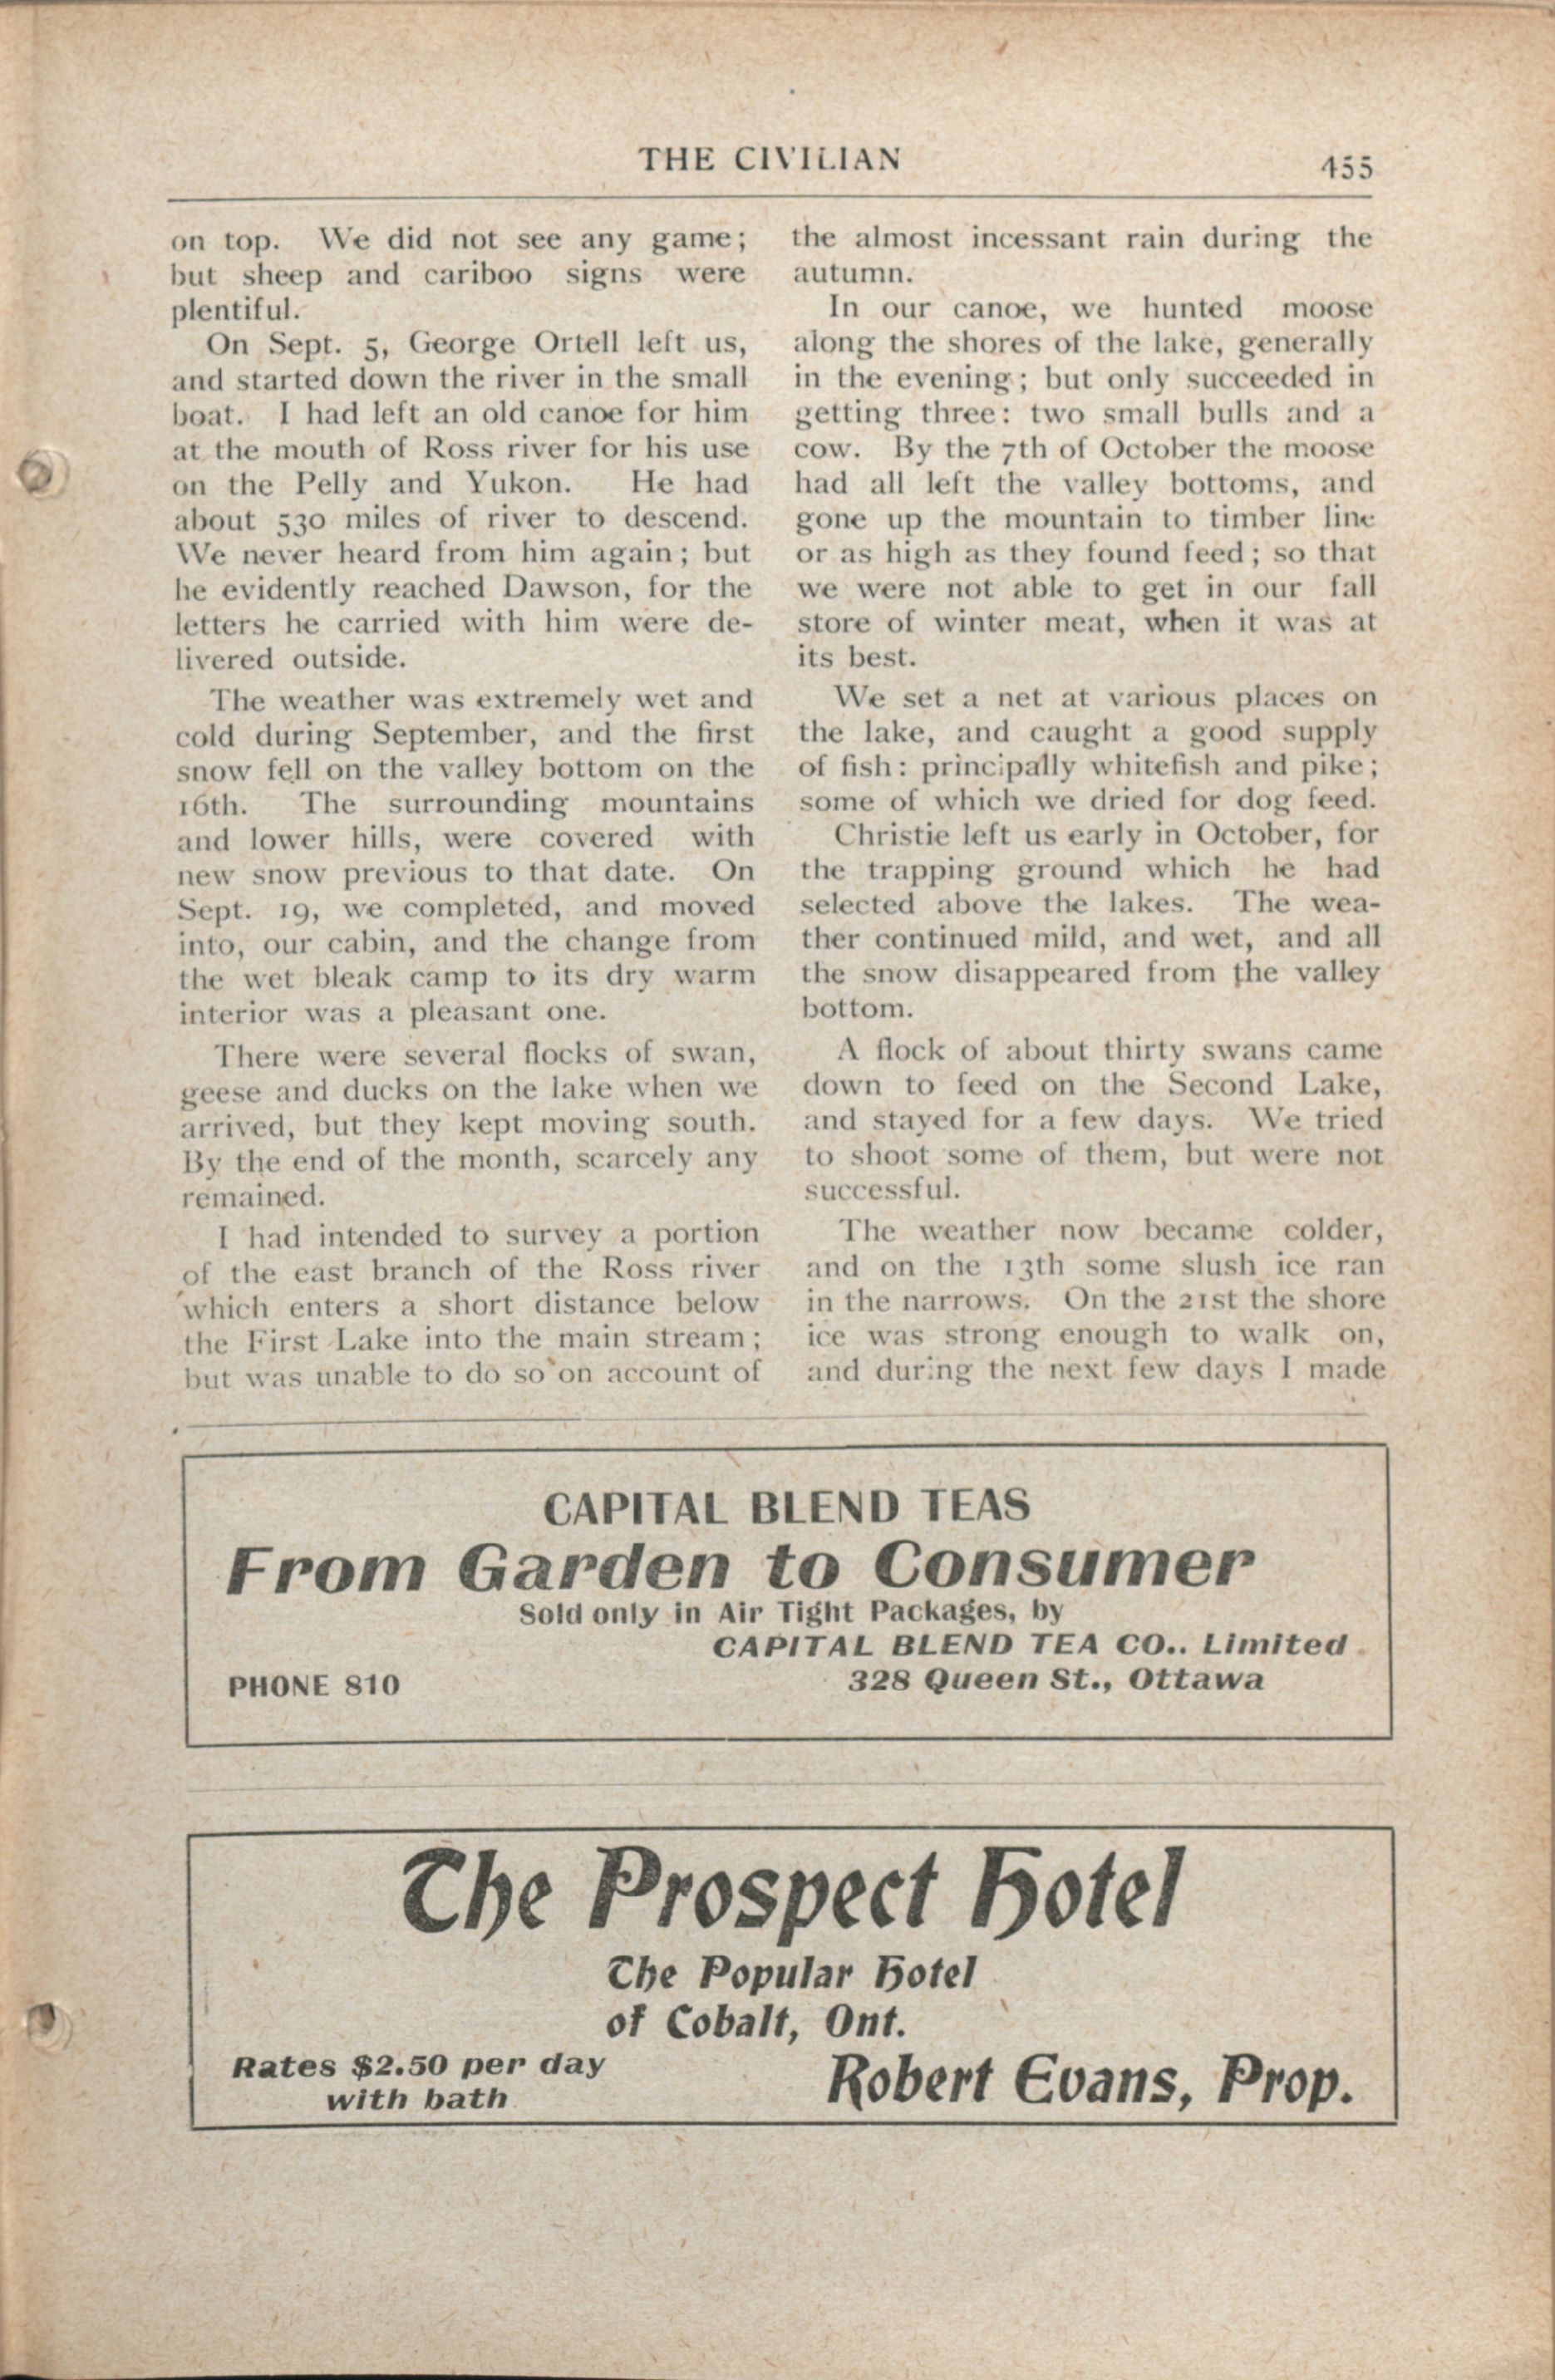 THE CIVILIAN
455
on top. We did not see any game;
but sheep and cariboo signs were
plentiful.
On Sept. 5, George Ortell left us,
and started down the river in the small
boat. I had left an old canoe for him
at the mouth of Ross river for his use
on the Pelly and Yukon. He had
about 530 miles of river to descend.
We never heard from him again; but
he evidently reached Dawson, for the
letters he carried with him were de-
livered outside.
The weather was extremely wet and
cold during September, and the first
snow fell on the valley bottom on the
16th. The surrounding mountains
and lower hills, were covered with
new snow previous to that date. On
Sept. 19, we completed, and moved
into, our cabin, and the change from
the wet bleak camp to its dry warm
interior was a pleasant one.
There were several flocks of swan,
geese and ducks on the lake when we
arrived, but they kept moving south.
By the end of the month, scarcely any
remained.
I had intended to survey a portion
of the east branch of the Ross river
which enters a short distance below
the First Lake into the main stream;
but was unable to do so on account of
the almost incessant rain during the
autumn.
In our canoe, we hunted moose
along the shores of the lake, generally
in the evening; but only succeeded in
getting three: two small bulls and a
cow. By the 7th of October the moose
had all left the valley bottoms, and
gone up the mountain to timber line
or as high as they found feed; so that
we were not able to get in our fall
store of winter meat, when it was at
its best.
We set a net at various places on
the lake, and caught a good supply
of fish: principally whitefish and pike;
some of which we dried for dog feed.
Christie left us early in October, for
the trapping ground which he had
selected above the lakes. The wea-
ther continued mild, and wet, and all
the snow disappeared from the valley
bottom.
A flock of about thirty swans came
down to feed on the Second Lake,
and stayed for a few days. We tried
to shoot some of them, but were not
successful.
The weather now became colder,
and on the 13th some slush ice ran
in the narrows. On the 21st the shore
ice was strong enough to walk on,
and during the next few days I made
CAPITAL BLEND TEAS
From Garden to Consumer
Sold only in Air Tight Packages, by
CAPITAL BLEND TEA CO.. Limited
PHONE 810
328 Queen St., Ottawa
The Prospect Hotel
The Popular Hotel
of Cobalt, Ont.
Rates $2.50 per day
with bath
Robert Evans, Prop.